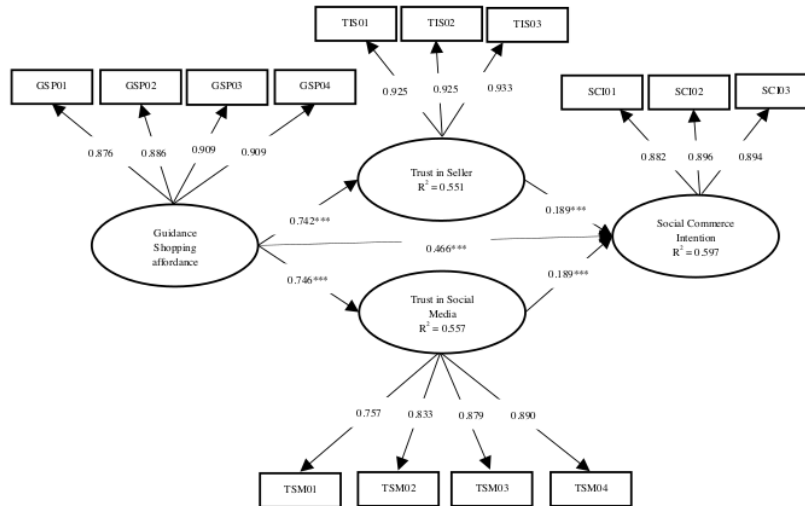 TIS01
TIS02
TIS03
GSP01
GSP02
GSP03
GSP04
SCI01
SCI02
SCI03
0.925
0.925
0.933
0.876
0.886
0.909
0.909
0.882
0.896
0.894
Trust in Seller
R² = 0.551
0.742***
0.189***
Guidance
Shopping
affordance
0.466***
Social Commerce
Intention
R² = 0.597
0.746***
0.189***
Trust in Social
Media
R² = 0.557
0.757
0.833
0.879
0.890
TSM01
TSM02
TSM03
TSM04